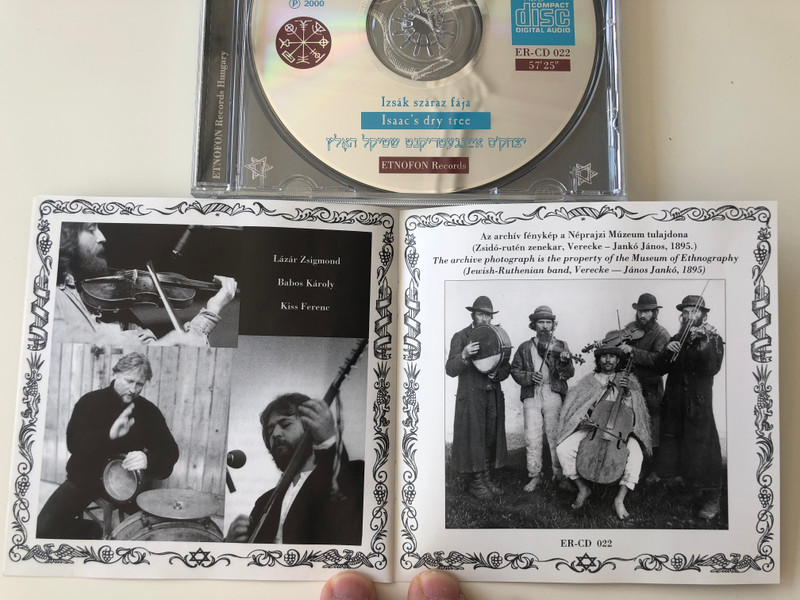 ℗ 2000
COMPACT
disc
DIGITAL AUDIO
ER-CD 022
57'25"
ETNOFON Records Hungary
Izsák száraz fája
Isaac's dry tree
ETNOFON Records
Lázár Zsigmond
Babos Károly
Kiss Ferenc
Az archív fénykép a Néprajzi Múzeum tulajdona
(Zsidó-rutén zenekar, Verecke – Jankó János, 1895.)
The archive photograph is the property of the Museum of Ethnography
(Jewish-Ruthenian band, Verecke — János Jankó, 1895)
ER-CD 022